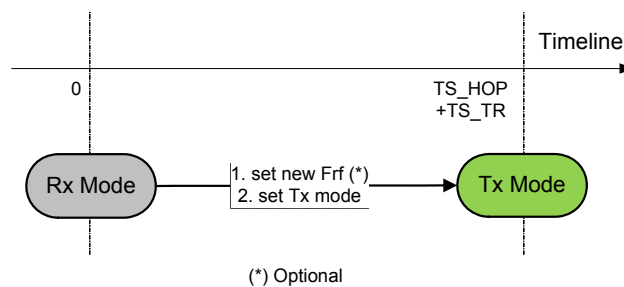 Timeline
0
TS_HOP
+TS_TR
Rx Mode
1. set new Frf (*)
2. set Tx mode
Tx Mode
(*) Optional